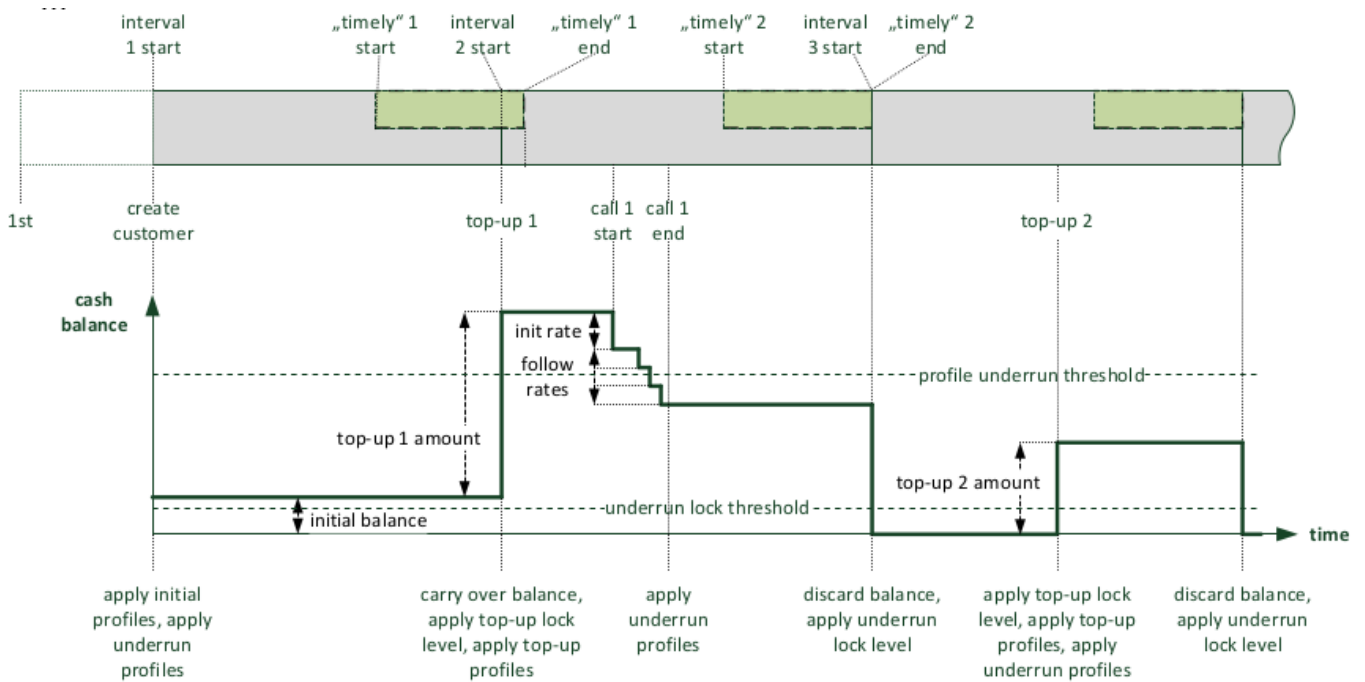 interval
1 start
„timely“ 1
start
interval
2 start
„timely“ 1
end
„timely“ 2
start
interval
3 start
„timely“ 2
end
1st
create
customer
top-up 1
call 1
start
call 1
end
top-up 2
cash
balance
init rate
follow
rates
profile underrun threshold
top-up 1 amount
top-up 2 amount
underrun lock threshold
initial balance
time
apply initial
profiles, apply
underrun
profiles
carry over balance,
apply top-up lock
level, apply top-up
profiles
apply
underrun
profiles
discard balance,
apply underrun
lock level
apply top-up lock
level, apply top-up
profiles, apply
underrun profiles
discard balance,
apply underrun
lock level